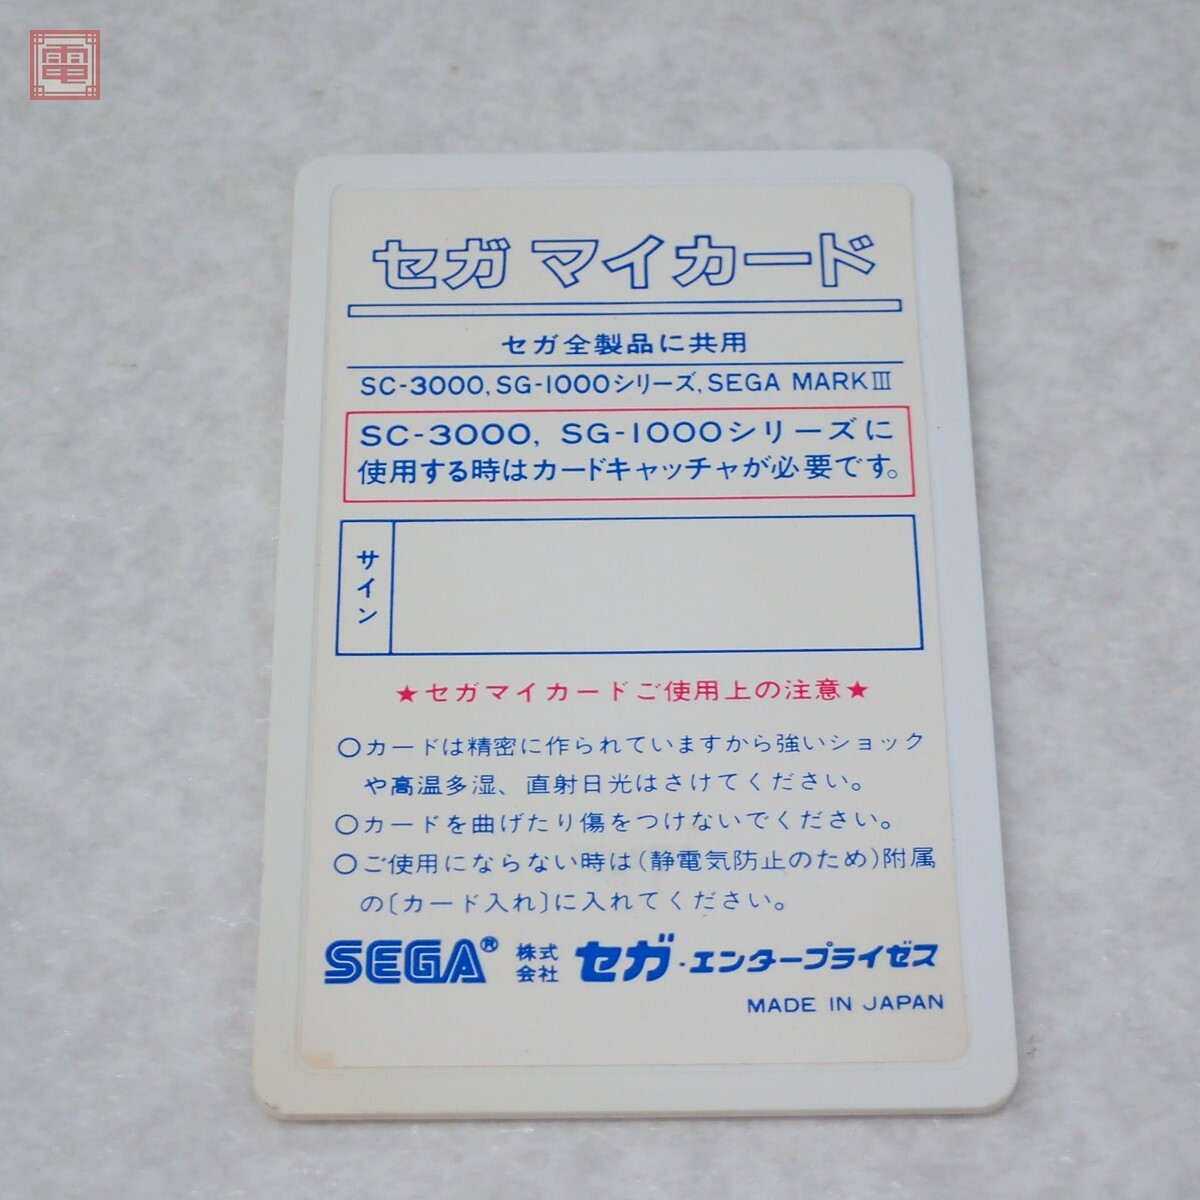 電
セガ マイカード
セガ全製品に共用
SC-3000, SG-1000シリーズ, SEGA MARKⅢ
SC-3000, SG-1000シリーズに
使用する時はカードキャッチャが必要です。
サイン
★セガマイカードご使用上の注意★
○カードは精密に作られていますから強いショック
や高温多湿、直射日光はさけてください。
○カードを曲げたり傷をつけないでください。
○ご使用にならない時は(静電気防止のため)附属
の〔カード入れ〕に入れてください。
SEGA® 株式会社 セガ・エンタープライゼス
MADE IN JAPAN